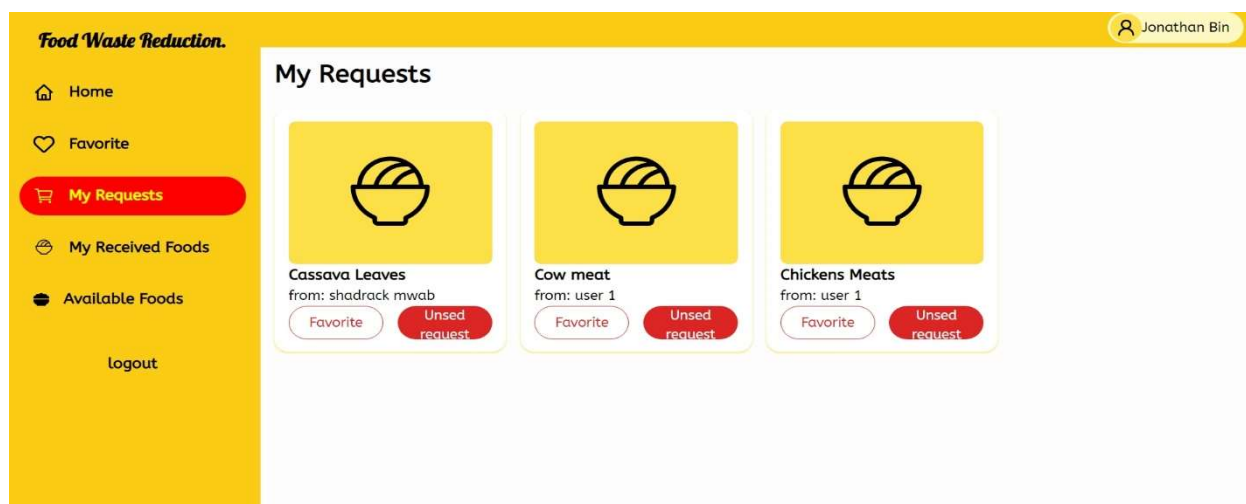 Food Waste Reduction.
Jonathan Bin
Home
Favorite
My Requests
My Received Foods
Available Foods
logout
My Requests
Cassava Leaves
from: shadrack mwab
Favorite
Unsed
request
Cow meat
from: user 1
Favorite
Unsed
request
Chickens Meats
from: user 1
Favorite
Unsed
request